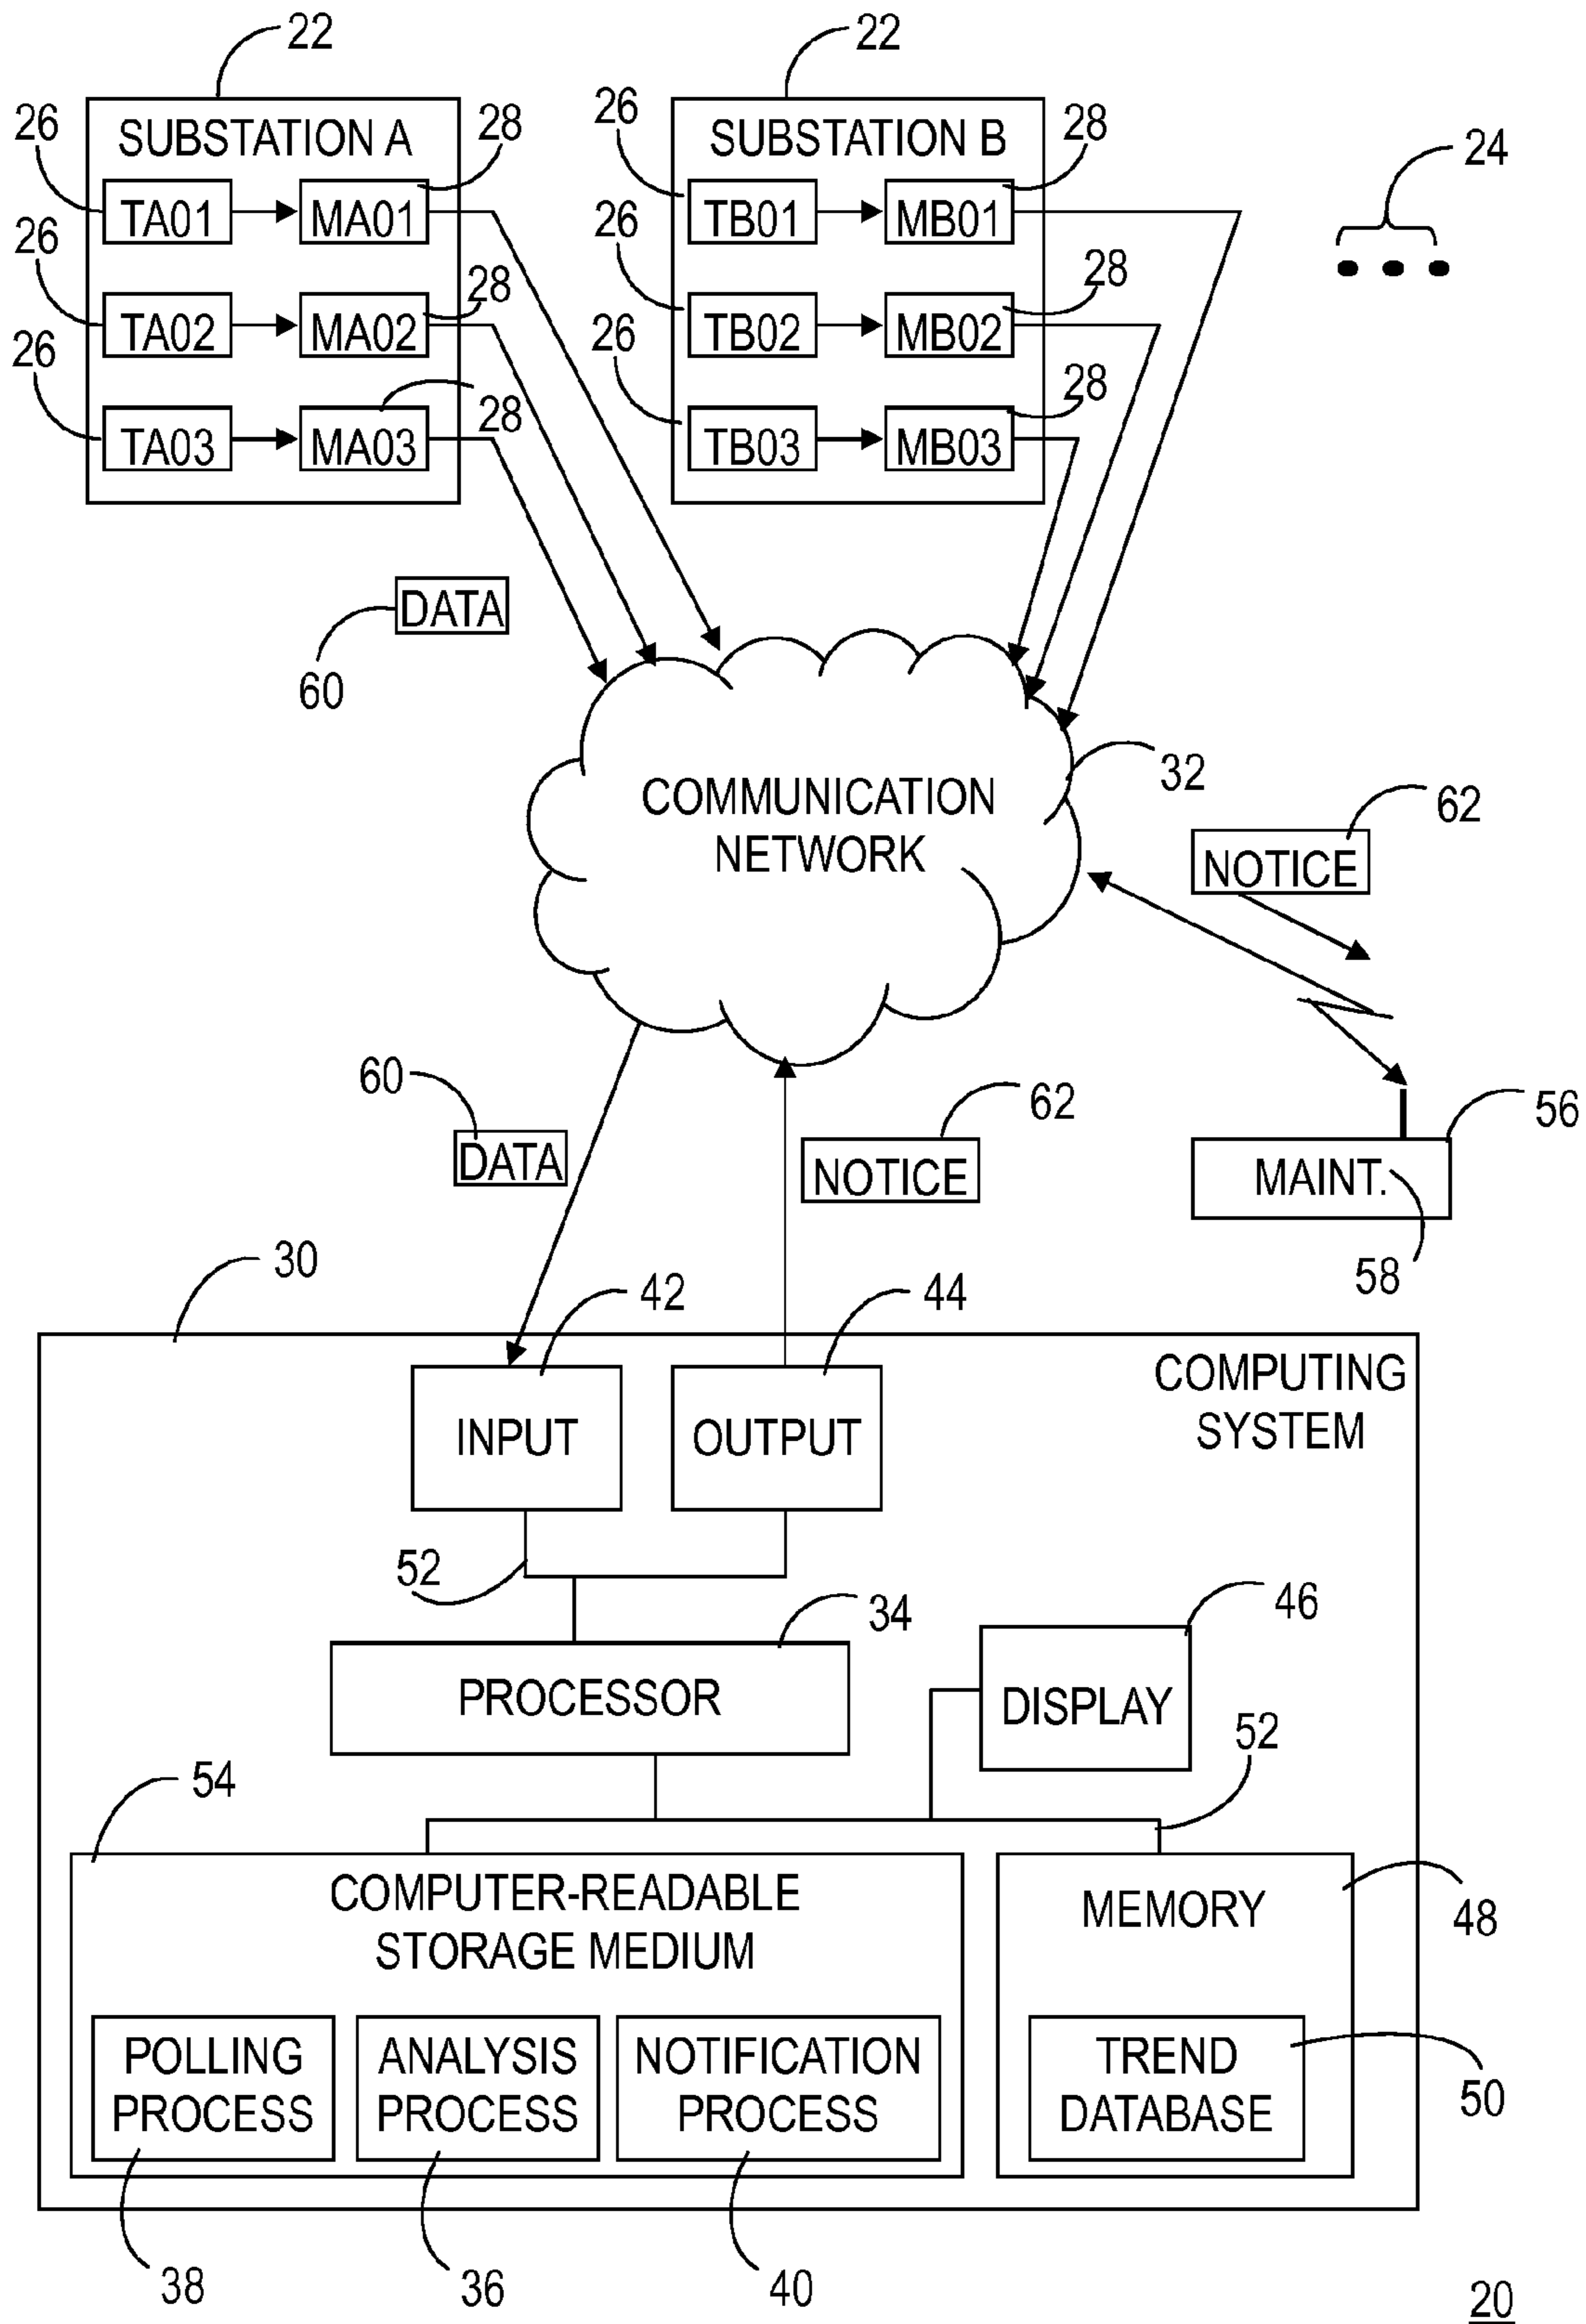 22
22
26
SUBSTATION A
28
26
SUBSTATION B
28
24
TA01
MA01
TB01
MB01
26
28
26
28
TA02
MA02
TB02
MB02
26
28
26
28
TA03
MA03
TB03
MB03
DATA
60
COMMUNICATION
NETWORK
32
62
NOTICE
60
DATA
62
NOTICE
56
MAINT.
58
30
42
44
COMPUTING
SYSTEM
INPUT
OUTPUT
52
34
46
PROCESSOR
DISPLAY
52
54
COMPUTER-READABLE
STORAGE MEDIUM
MEMORY
48
POLLING
PROCESS
ANALYSIS
PROCESS
NOTIFICATION
PROCESS
TREND
DATABASE
50
38
36
40
20